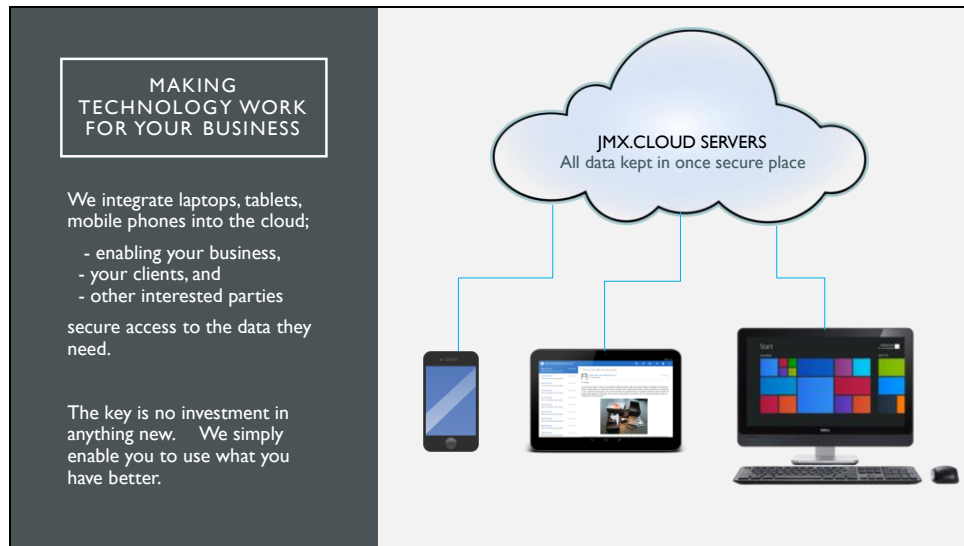 MAKING
TECHNOLOGY WORK
FOR YOUR BUSINESS
We integrate laptops, tablets,
mobile phones into the cloud;
- enabling your business,
- your clients, and
- other interested parties
secure access to the data they
need.
The key is no investment in
anything new. We simply
enable you to use what you
have better.
JMX.CLOUD SERVERS
All data kept in once secure place
Start
DELL